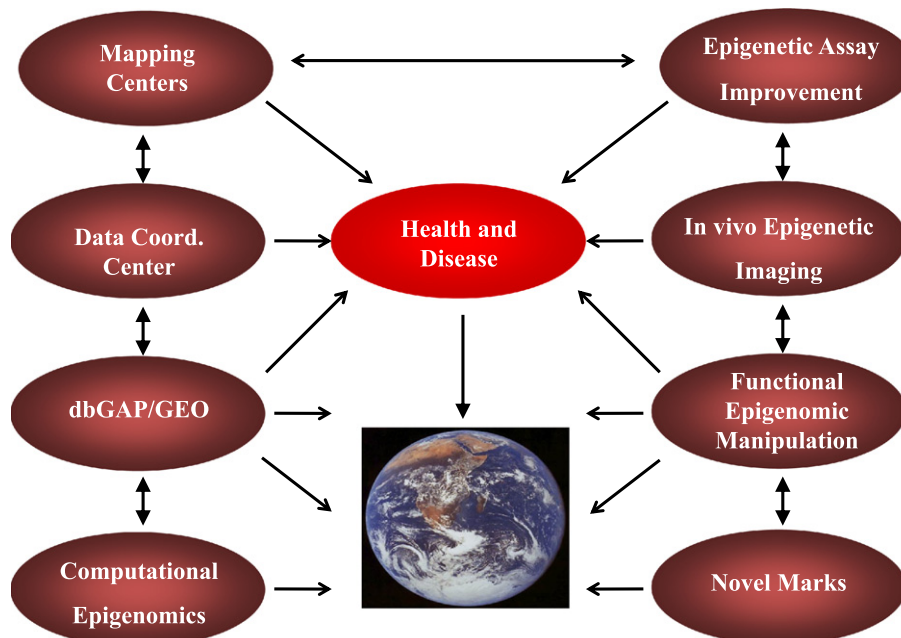 Mapping
Centers
Epigenetic Assay
Improvement
Data Coord.
Center
Health and
Disease
In vivo Epigenetic
Imaging
dbGAP/GEO
Functional
Epigenomic
Manipulation
Computational
Epigenomics
Novel Marks